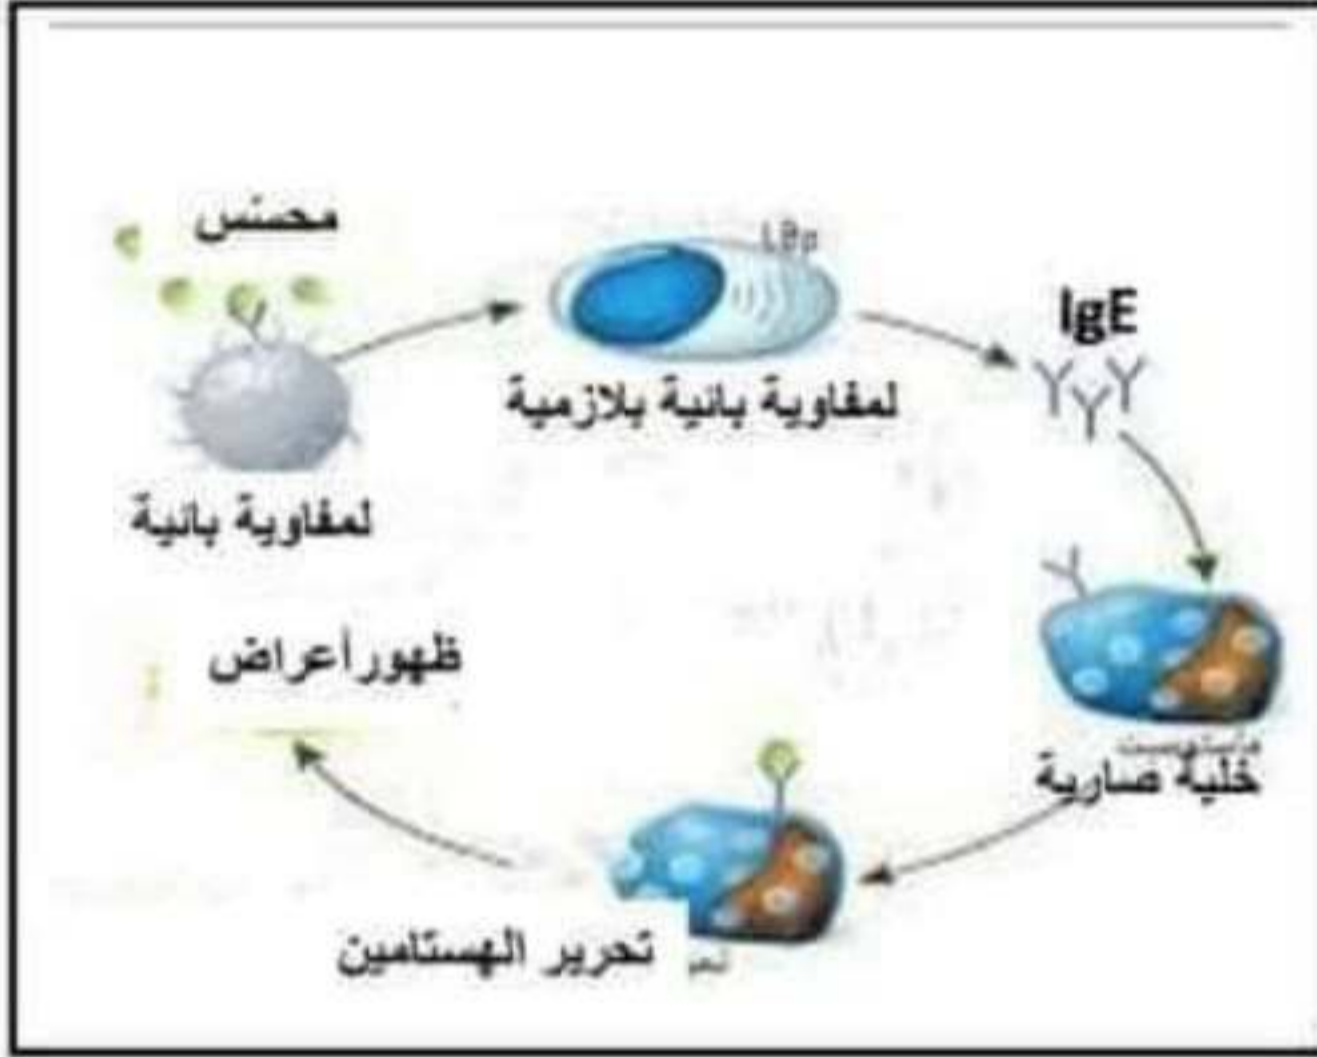 محسس
LBp
IgE
لمفاوية بائية بلازمية
لمفاوية بائية
ظهور أعراض
خلية صارية
تحرير الهستامين